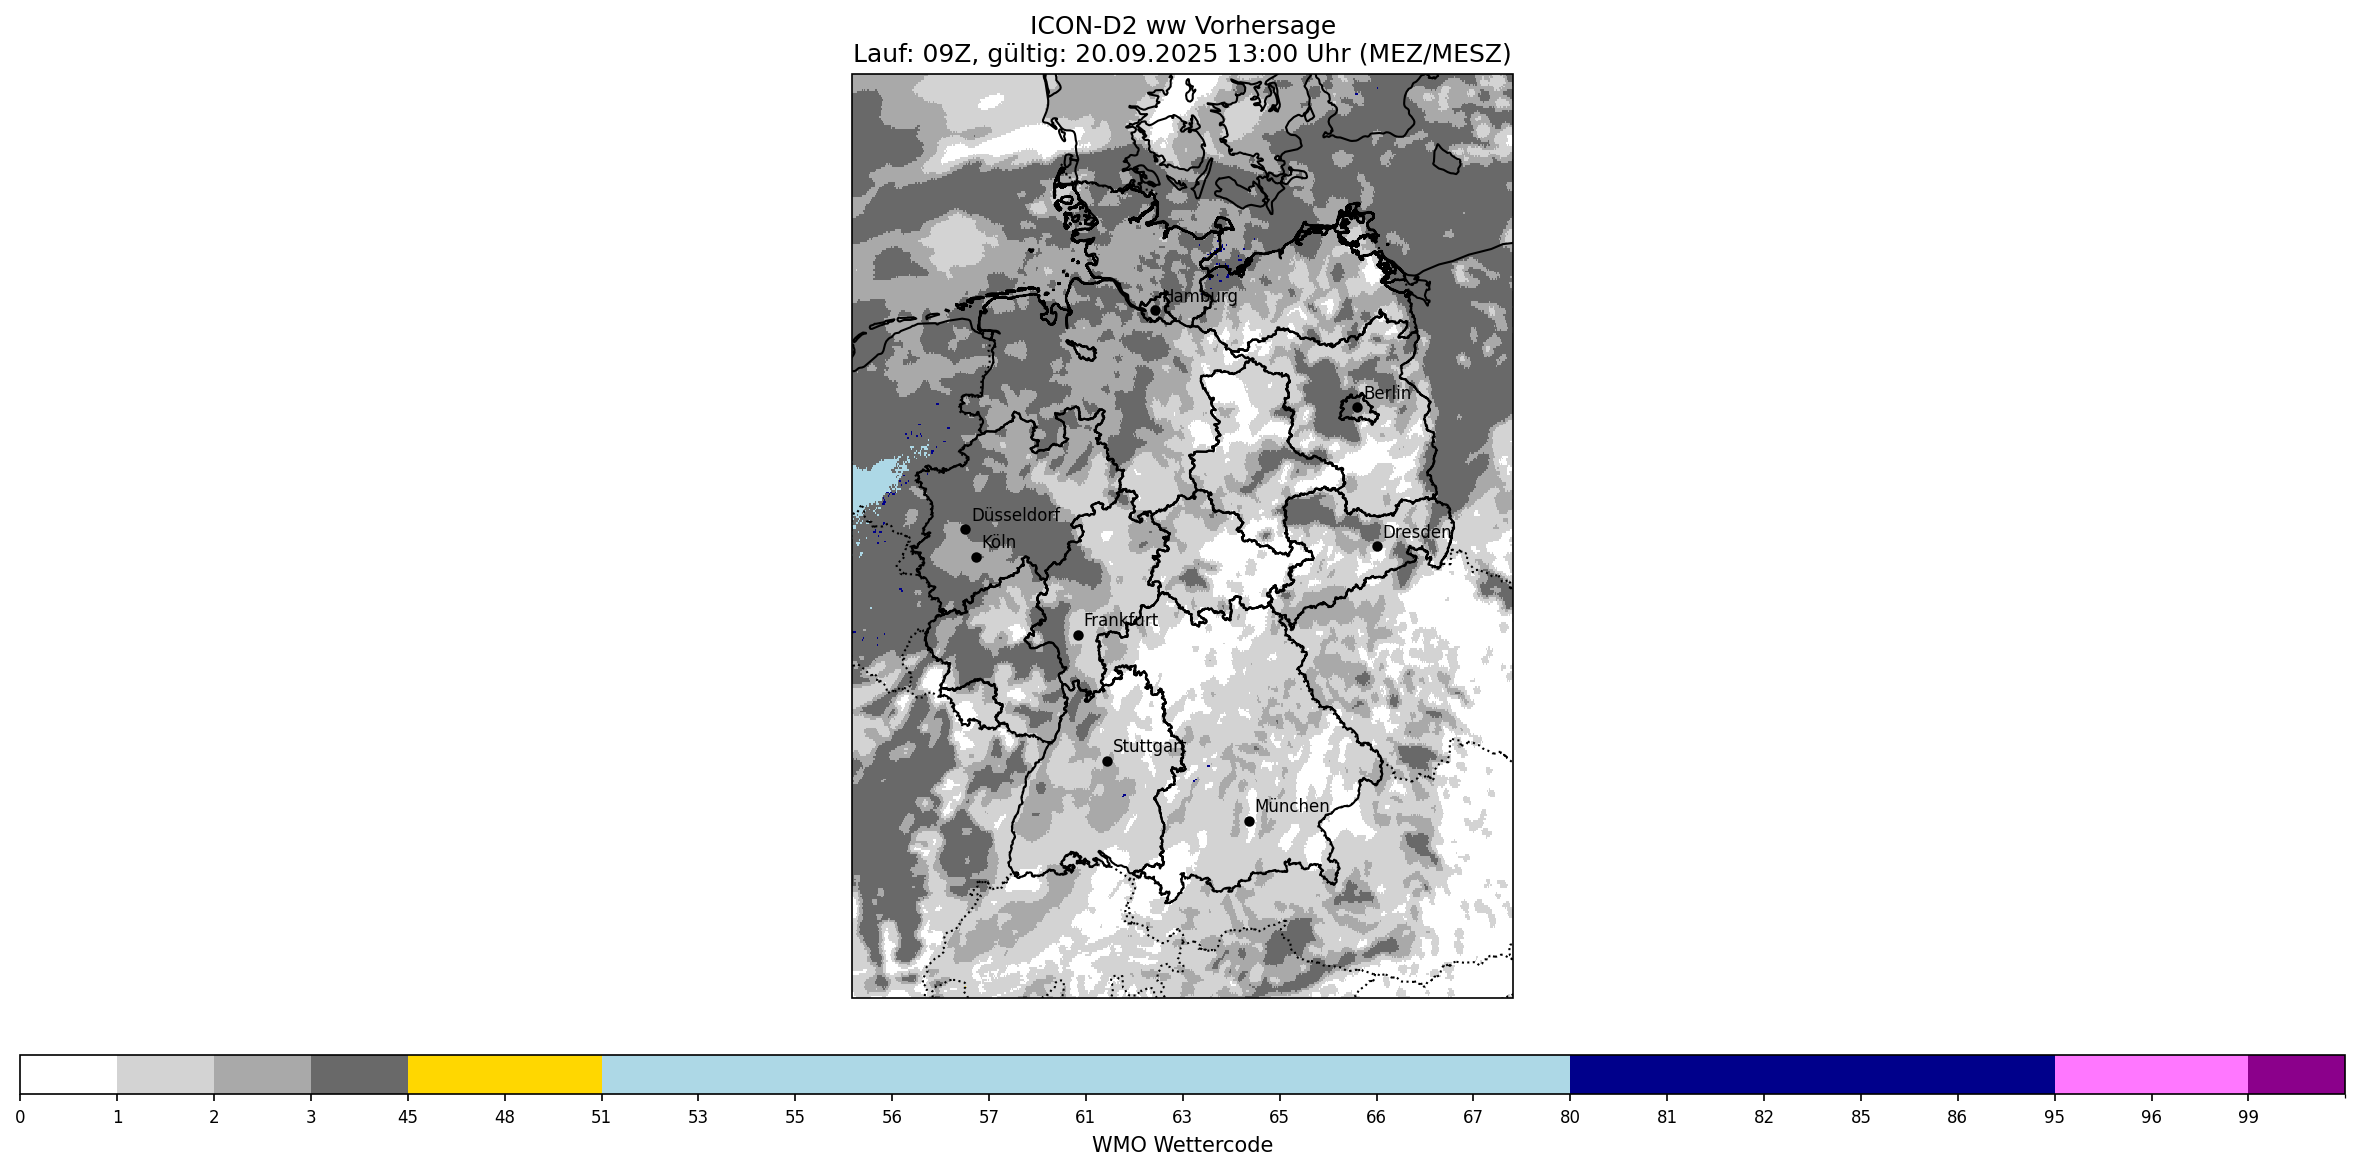 ICON-D2 ww Vorhersage
Lauf: 09Z, gültig: 20.09.2025 13:00 Uhr (MEZ/MESZ)
Hamburg
Berlin
Düsseldorf
Dresden
Köln
Frankfurt
Stuttgart
München
0 1 2 3 45 48 51 53 55 56 57 61 63 65 66 67 80 81 82 85 86 95 96 99
WMO Wettercode